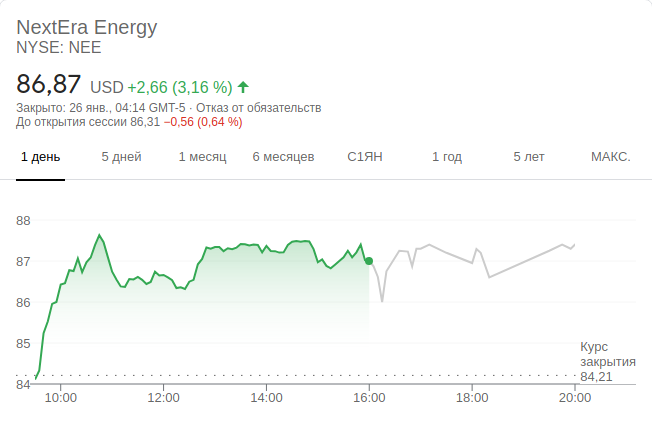 NextEra Energy
NYSE: NEE
86,87 USD +2,66 (3,16 %)
Закрыто: 26 янв., 04:14 GMT-5 · Отказ от обязательств
До открытия сессии 86,31 −0,56 (0,64 %)
1 день 5 дней 1 месяц 6 месяцев С1ЯН 1 год 5 лет МАКС.
88
87
86
85
Курс
закрытия
84,21
84
10:00 12:00 14:00 16:00 18:00 20:00